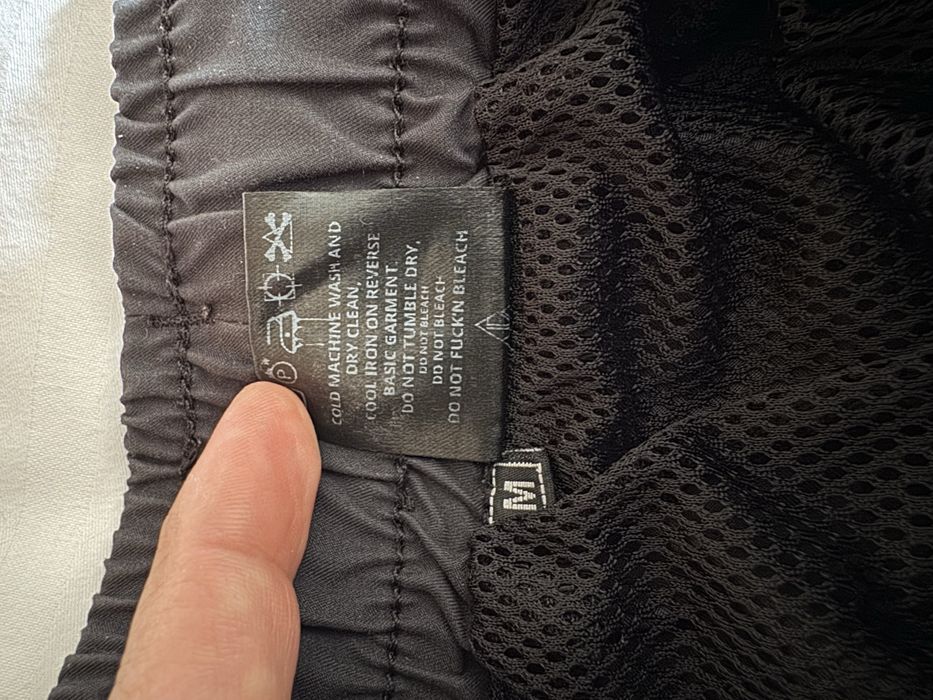 P
COLD MACHINE WASH AND
DRY CLEAN,
COOL IRON ON REVERSE
BASIC GARMENT.
DO NOT TUMBLE DRY,
DO NOT BLEACH
DO NOT BLEACH
DO NOT FUCK'N BLEACH
M